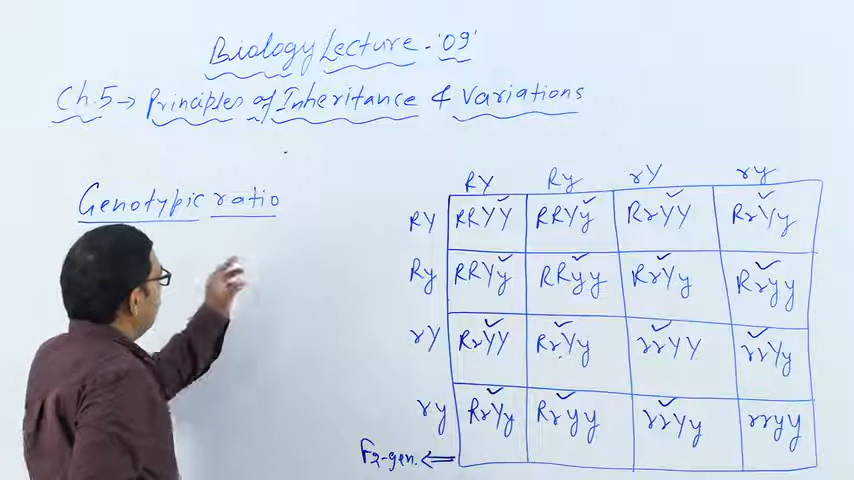 Biology Lecture - '09'
Ch.5→ Principles of Inheritance & Variations
Genotypic ratio
RY Ry rY ry
RY RRYY RRYy RrYY RrYy
Ry RRYy RRyy RrYy Rryy
rY RrYY RrYy rrYY rrYy
ry RrYy Rryy rrYy rryy
F2-gen. ⇐